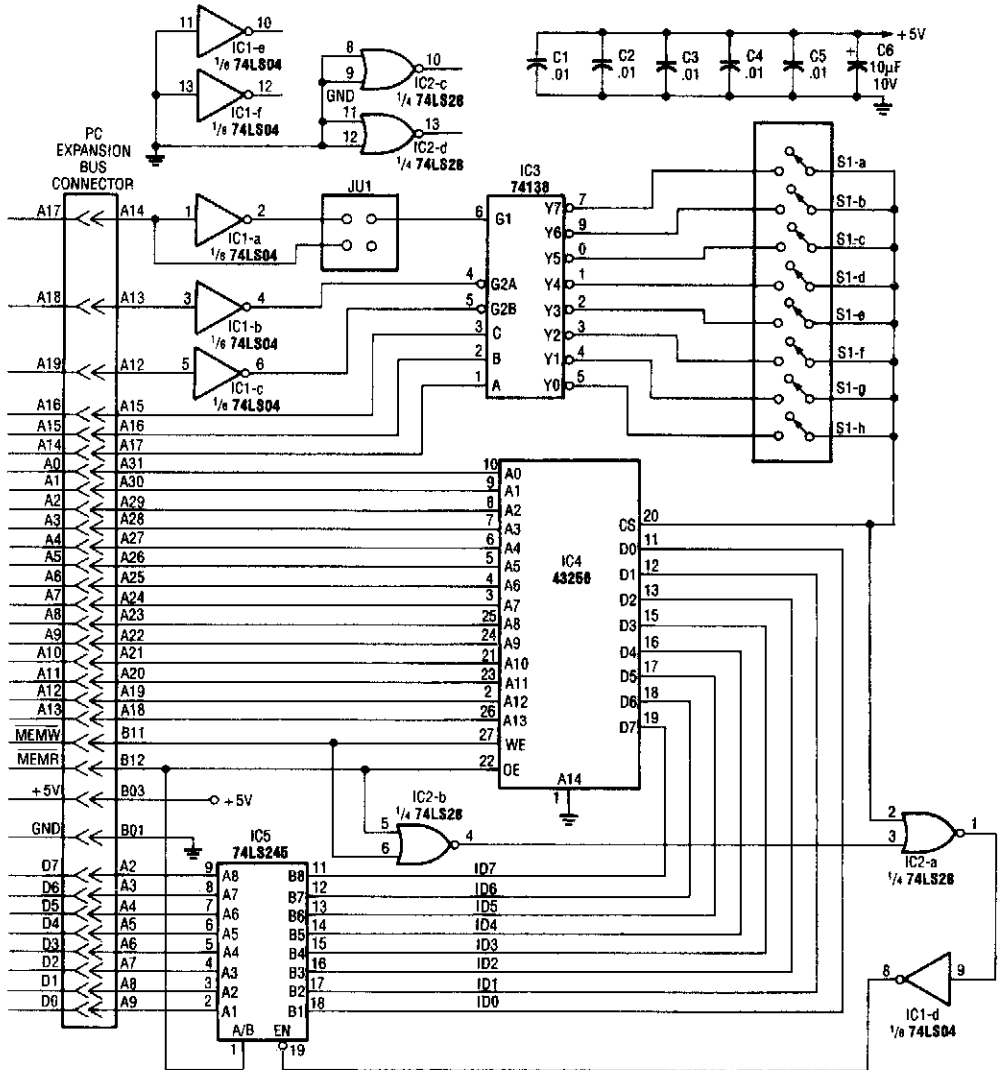 11 10
IC1-e
1/6 74LS04
13 12
IC1-f
1/6 74LS04
8 10
9
IC2-c
GND
1/4 74LS28
11 13
12
IC2-d
1/4 74LS28
+5V
C1 .01
C2 .01
C3 .01
C4 .01
C5 .01
+ C6 10µF 10V
PC
EXPANSION
BUS
CONNECTOR
JU1
IC3
74138
A17 A14 1 2
IC1-a
1/6 74LS04
6 G1
A18 A13 3 4
IC1-b
1/6 74LS04
4 G2A
5 G2B
A19 A12 5 6
IC1-c
1/6 74LS04
3 C
2 B
1 A
Y7 7
Y6 9
Y5 0
Y4 1
Y3 2
Y2 3
Y1 4
Y0 5
S1-a
S1-b
S1-c
S1-d
S1-e
S1-f
S1-g
S1-h
A16 A15
A15 A16
A14 A17
A0 A31 10 A0
A1 A30 9 A1
A2 A29 8 A2
A3 A28 7 A3
A4 A27 6 A4
A5 A26 5 A5
A6 A25 4 A6
A7 A24 3 A7
A8 A23 25 A8
A9 A22 24 A9
A10 A21 21 A10
A11 A20 23 A11
A12 A19 2 A12
A13 A18 26 A13
MEMW B11 27 WE
MEMR B12 22 OE
IC4
43256
CS 20
D0 11
D1 12
D2 13
D3 15
D4 16
D5 17
D6 18
D7 19
A14
1
+5V B03 +5V
GND B01
IC2-b
1/4 74LS28
5 4
6
2 1
3
IC2-a
1/4 74LS28
IC5
74LS245
D7 A2 9 A8 B8 11 ID7
D6 A3 8 A7 B7 12 ID6
D5 A4 7 A6 B6 13 ID5
D4 A5 6 A5 B5 14 ID4
D3 A6 5 A4 B4 15 ID3
D2 A7 4 A3 B3 16 ID2
D1 A8 3 A2 B2 17 ID1
D0 A9 2 A1 B1 18 ID0
A/B EN
1 19
8 9
IC1-d
1/6 74LS04